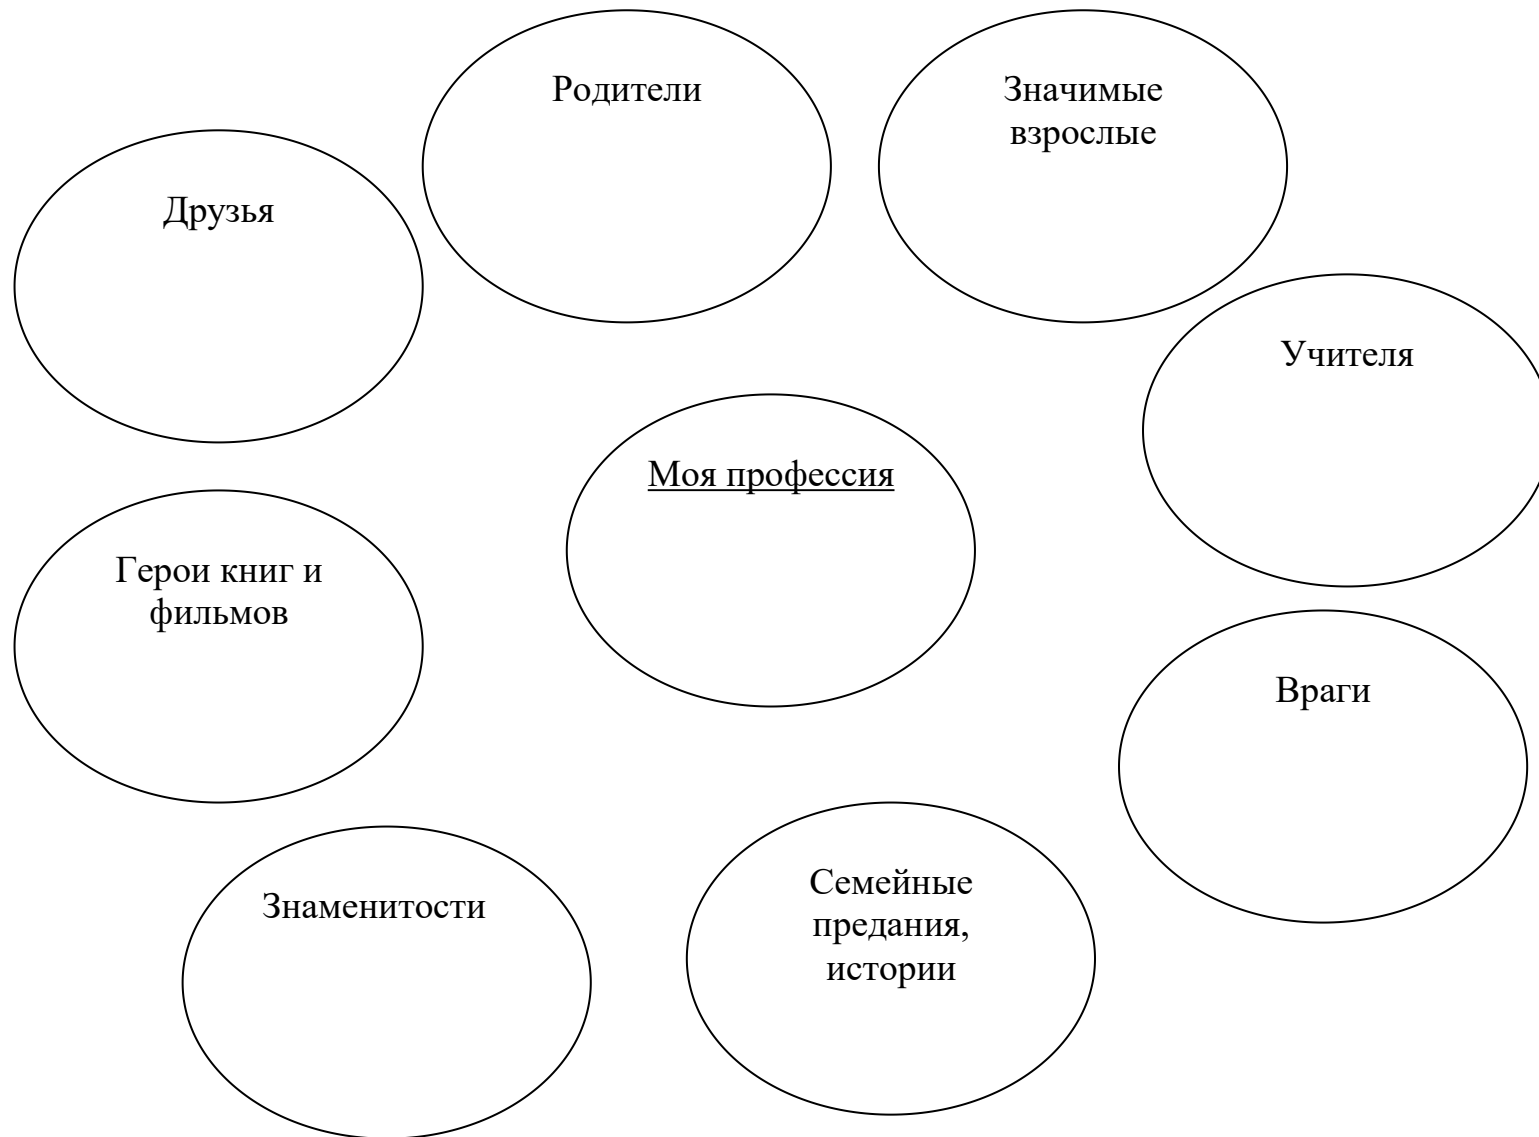 Родители
Значимые
взрослые
Друзья
Учителя
Моя профессия
Герои книг и
фильмов
Враги
Знаменитости
Семейные
предания,
истории